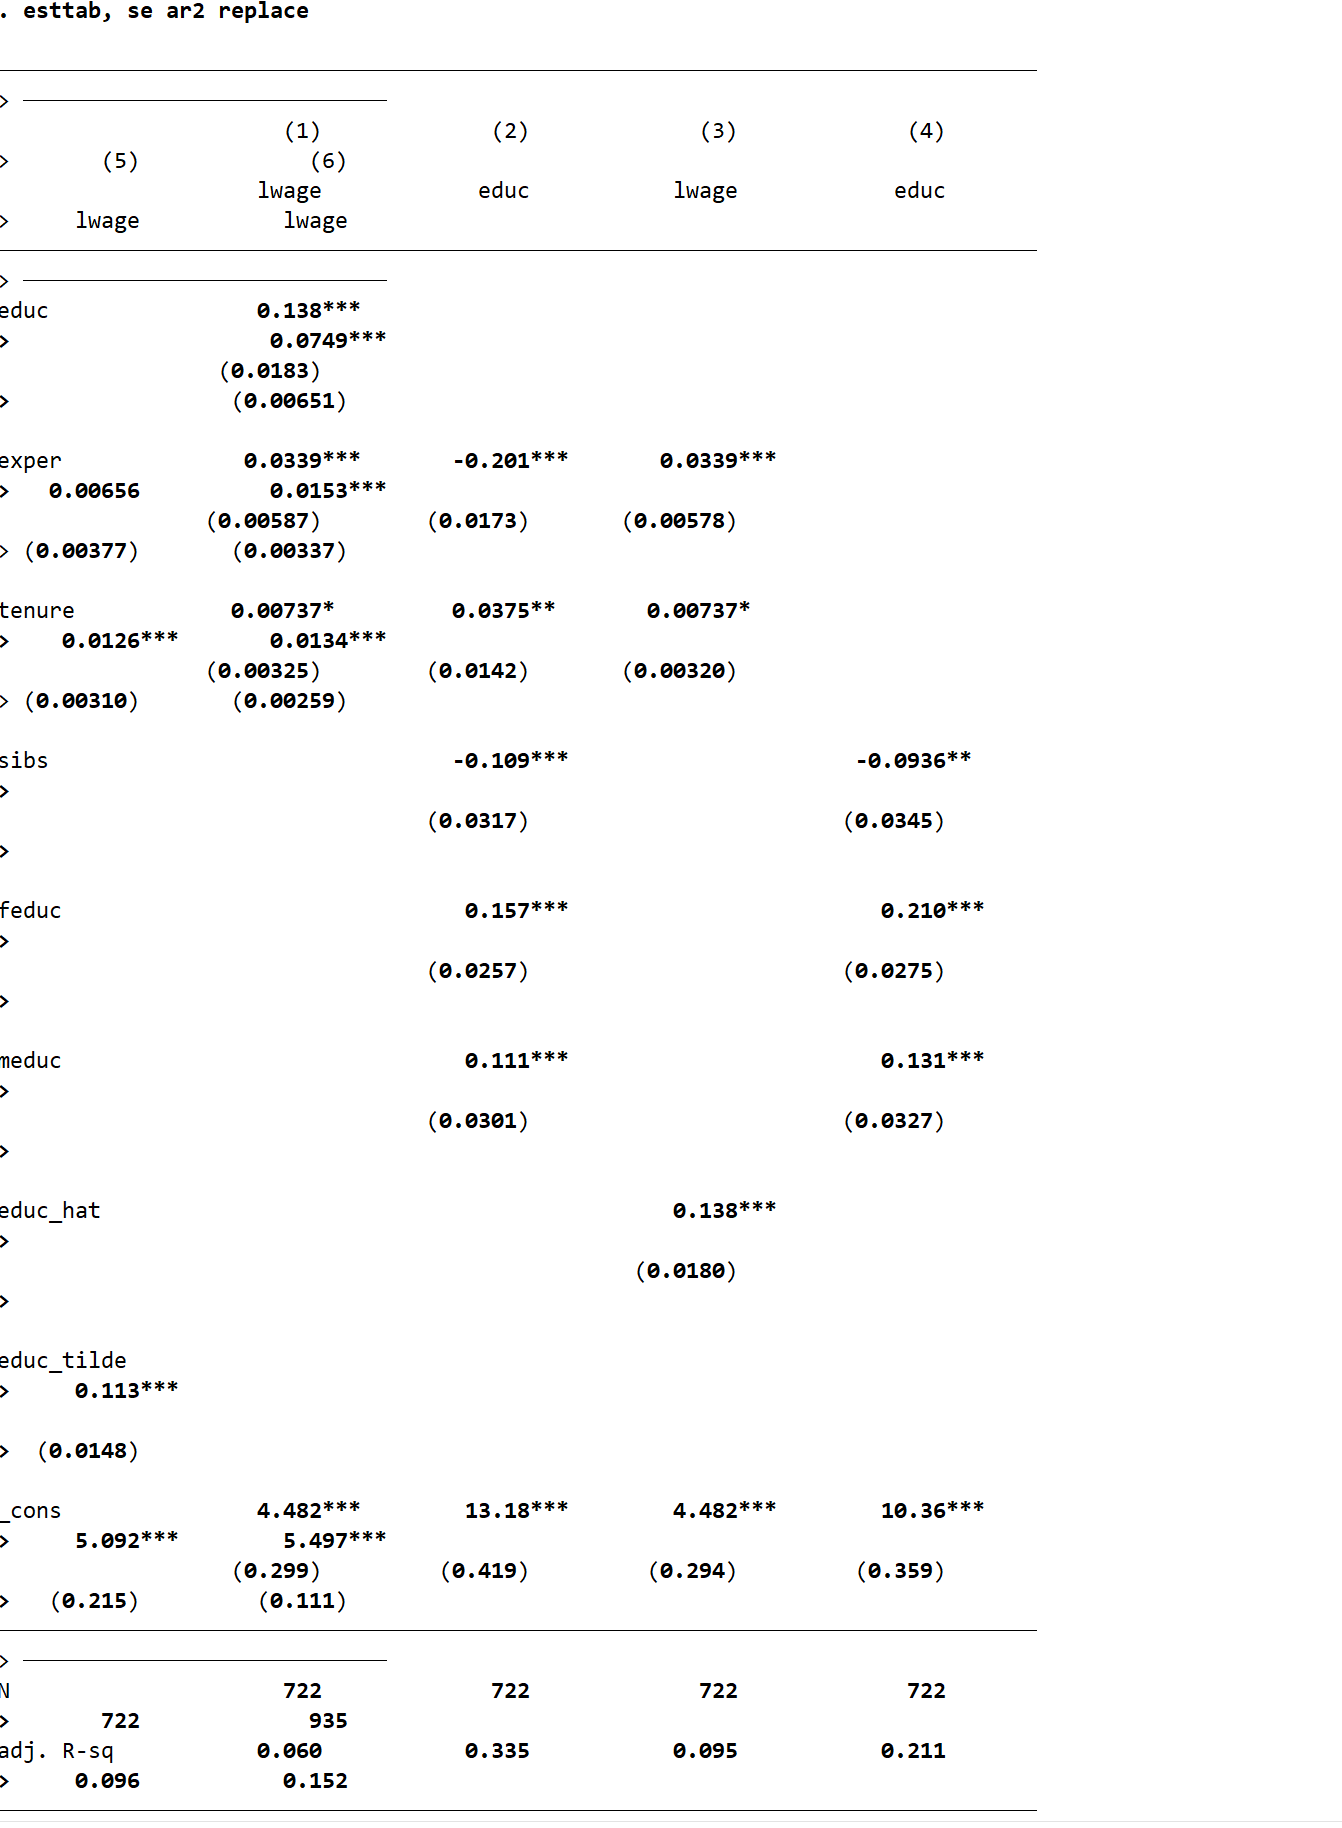 . esttab, se ar2 replace
>
(1) (2) (3) (4)
> (5) (6)
lwage educ lwage educ
> lwage lwage
>
educ 0.138***
> 0.0749***
(0.0183)
> (0.00651)
exper 0.0339*** -0.201*** 0.0339***
> 0.00656 0.0153***
(0.00587) (0.0173) (0.00578)
> (0.00377) (0.00337)
tenure 0.00737* 0.0375** 0.00737*
> 0.0126*** 0.0134***
(0.00325) (0.0142) (0.00320)
> (0.00310) (0.00259)
sibs -0.109*** -0.0936**
>
(0.0317) (0.0345)
>
feduc 0.157*** 0.210***
>
(0.0257) (0.0275)
>
meduc 0.111*** 0.131***
>
(0.0301) (0.0327)
>
educ_hat 0.138***
>
(0.0180)
>
educ_tilde
> 0.113***
> (0.0148)
_cons 4.482*** 13.18*** 4.482*** 10.36***
> 5.092*** 5.497***
(0.299) (0.419) (0.294) (0.359)
> (0.215) (0.111)
>
N 722 722 722 722
> 722 935
adj. R-sq 0.060 0.335 0.095 0.211
> 0.096 0.152